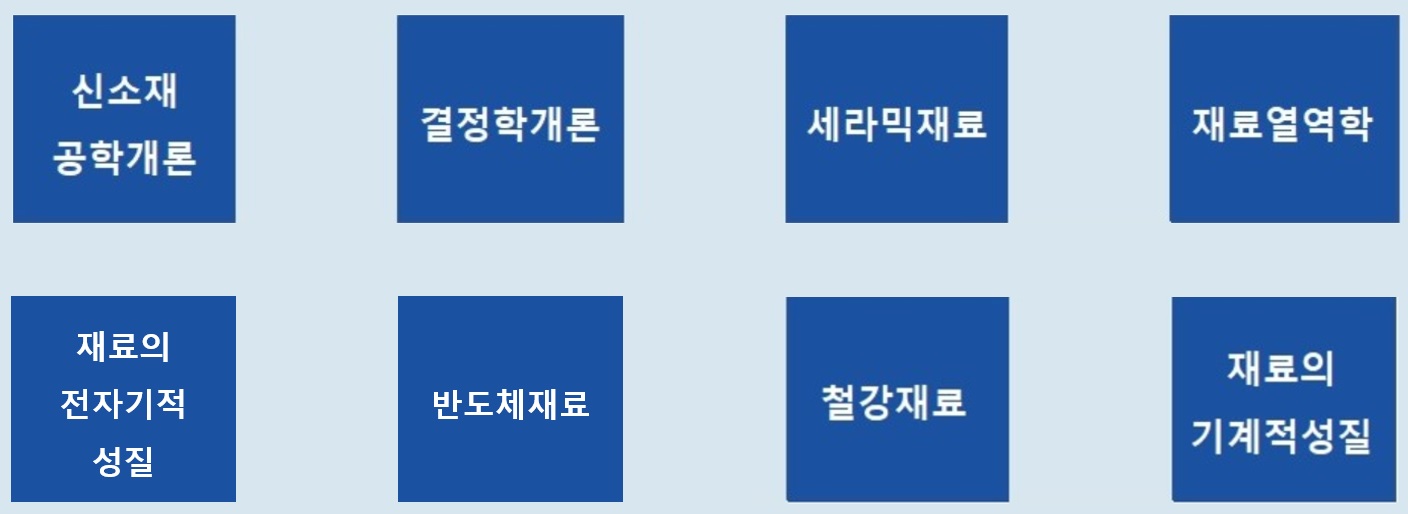 신소재
공학개론
결정학개론
세라믹재료
재료열역학
재료의
전자기적
성질
반도체재료
철강재료
재료의
기계적성질